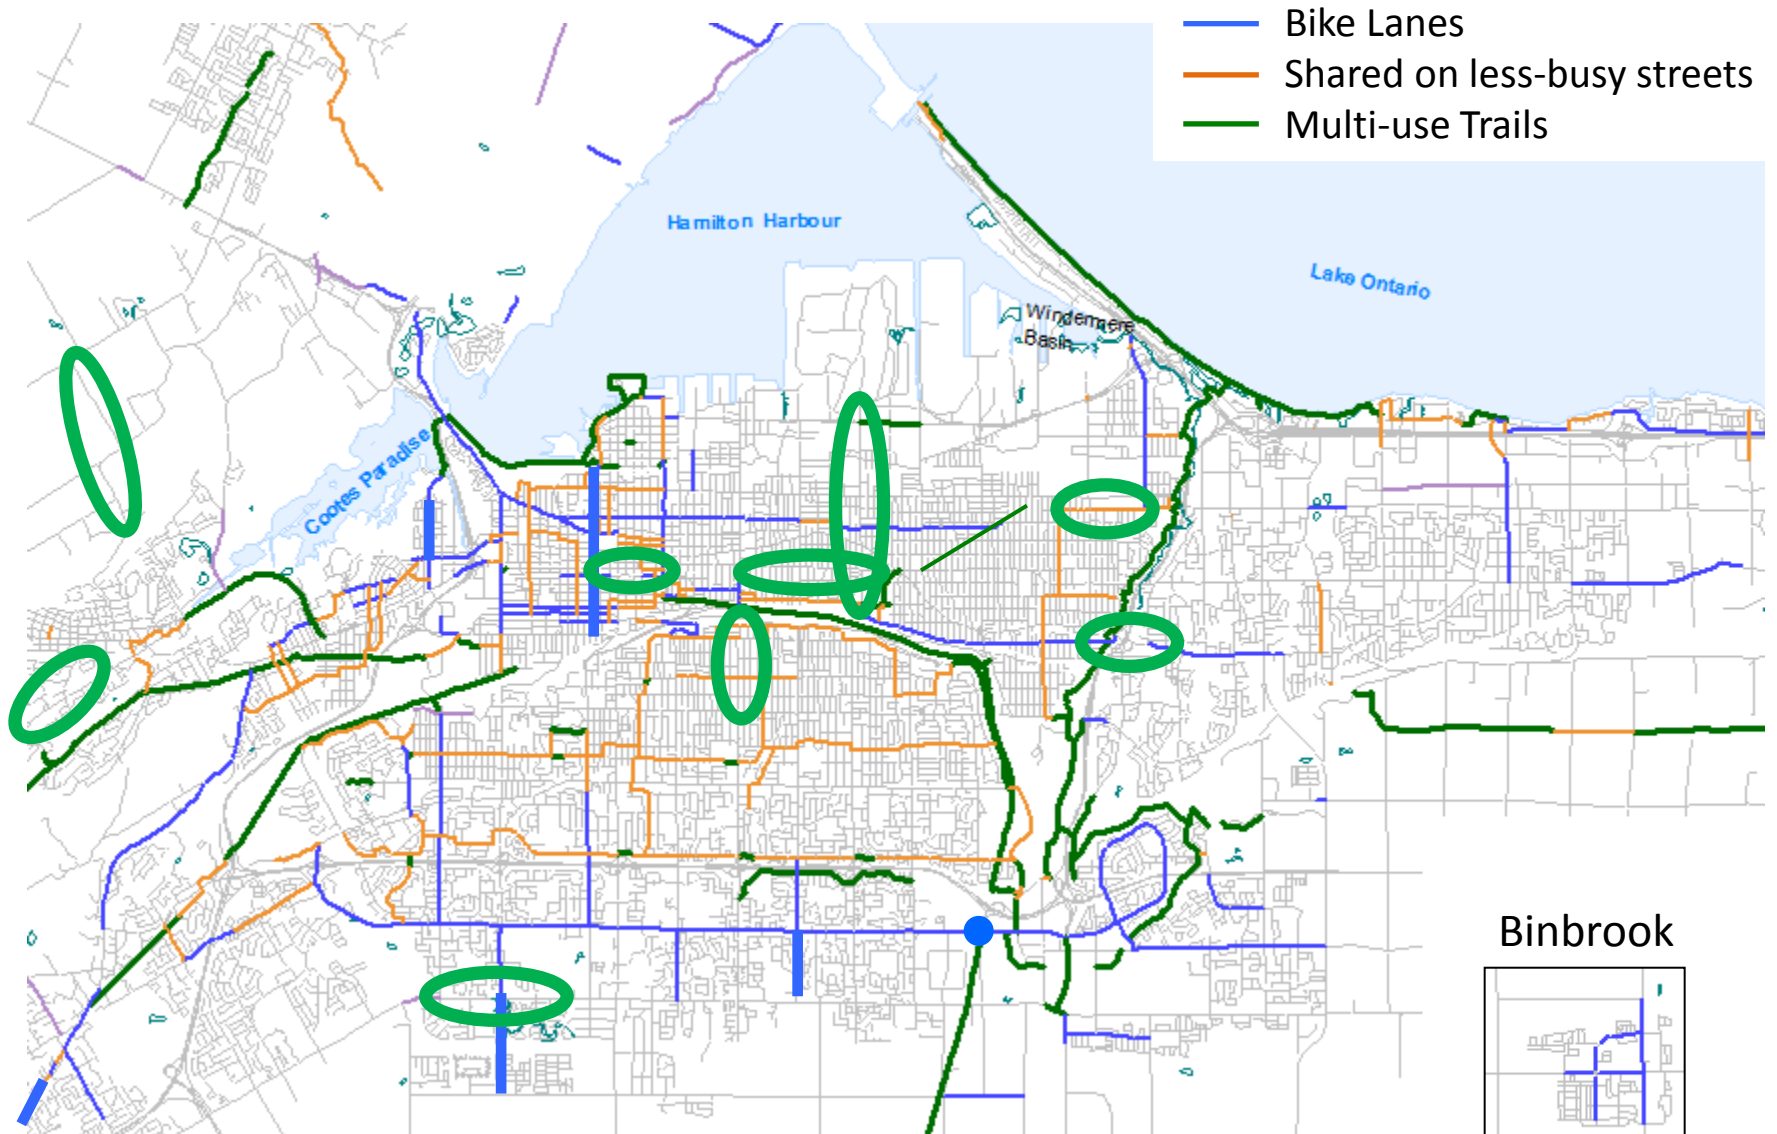 Bike Lanes
Shared on less-busy streets
Multi-use Trails
Hamilton Harbour
Lake Ontario
Windermere
Basin
Cootes Paradise
Binbrook